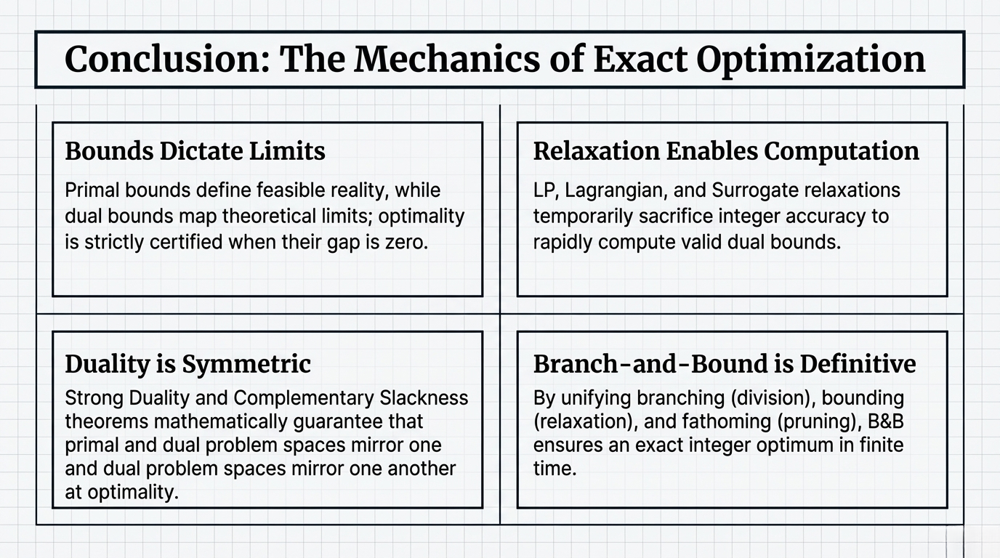 Conclusion: The Mechanics of Exact Optimization
Bounds Dictate Limits
Primal bounds define feasible reality, while
dual bounds map theoretical limits; optimality
is strictly certified when their gap is zero.
Relaxation Enables Computation
LP, Lagrangian, and Surrogate relaxations
temporarily sacrifice integer accuracy to
rapidly compute valid dual bounds.
Duality is Symmetric
Strong Duality and Complementary Slackness
theorems mathematically guarantee that
primal and dual problem spaces mirror one
and dual problem spaces mirror one another
at optimality.
Branch-and-Bound is Definitive
By unifying branching (division), bounding
(relaxation), and fathoming (pruning), B&B
ensures an exact integer optimum in finite
time.